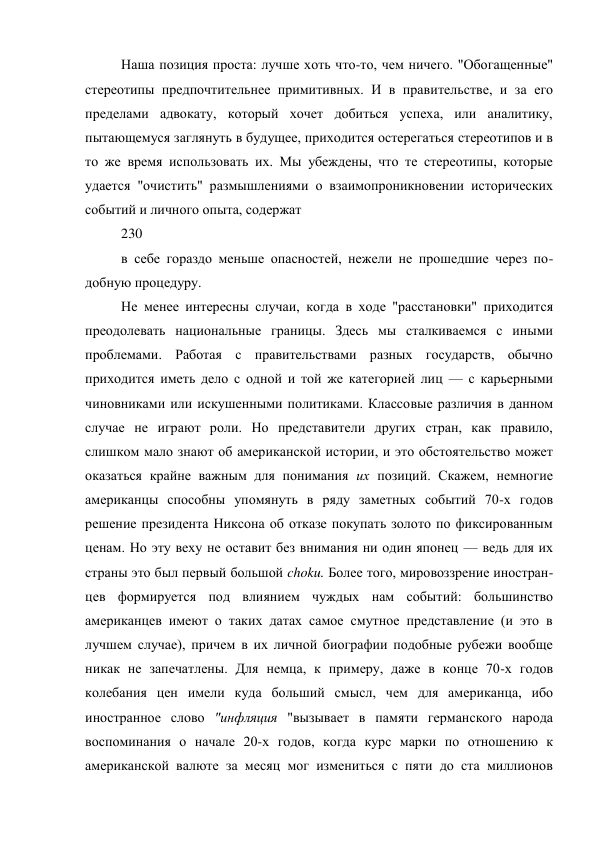 Наша позиция проста: лучше хоть что-то, чем ничего. "Обогащенные"
стереотипы предпочтительнее примитивных. И в правительстве, и за его
пределами адвокату, который хочет добиться успеха, или аналитику,
пытающемуся заглянуть в будущее, приходится остерегаться стереотипов и в
то же время использовать их. Мы убеждены, что те стереотипы, которые
удается "очистить" размышлениями о взаимопроникновении исторических
событий и личного опыта, содержат
230
в себе гораздо меньше опасностей, нежели не прошедшие через по-
добную процедуру.
Не менее интересны случаи, когда в ходе "расстановки" приходится
преодолевать национальные границы. Здесь мы сталкиваемся с иными
проблемами. Работая с правительствами разных государств, обычно
приходится иметь дело с одной и той же категорией лиц — с карьерными
чиновниками или искушенными политиками. Классовые различия в данном
случае не играют роли. Но представители других стран, как правило,
слишком мало знают об американской истории, и это обстоятельство может
оказаться крайне важным для понимания их позиций. Скажем, немногие
американцы способны упомянуть в ряду заметных событий 70-х годов
решение президента Никсона об отказе покупать золото по фиксированным
ценам. Но эту веху не оставит без внимания ни один японец — ведь для их
страны это был первый большой choku. Более того, мировоззрение иностран-
цев формируется под влиянием чуждых нам событий: большинство
американцев имеют о таких датах самое смутное представление (и это в
лучшем случае), причем в их личной биографии подобные рубежи вообще
никак не запечатлены. Для немца, к примеру, даже в конце 70-х годов
колебания цен имели куда больший смысл, чем для американца, ибо
иностранное слово "инфляция "вызывает в памяти германского народа
воспоминания о начале 20-х годов, когда курс марки по отношению к
американской валюте за месяц мог измениться с пяти до ста миллионов